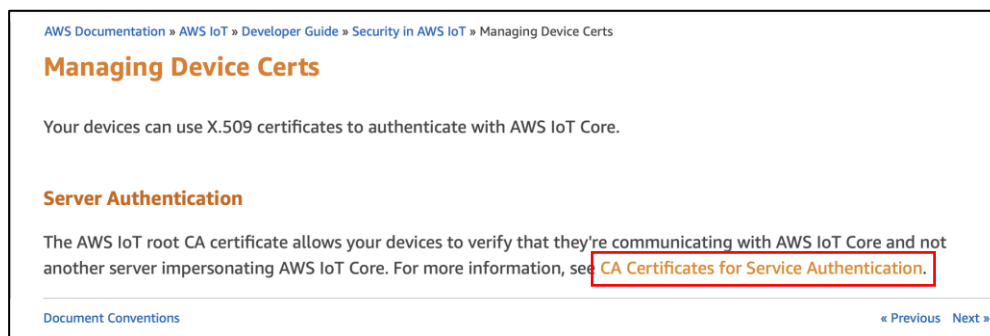 AWS Documentation » AWS IoT » Developer Guide » Security in AWS IoT » Managing Device Certs
Managing Device Certs
Your devices can use X.509 certificates to authenticate with AWS IoT Core.
Server Authentication
The AWS IoT root CA certificate allows your devices to verify that they're communicating with AWS IoT Core and not
another server impersonating AWS IoT Core. For more information, see CA Certificates for Service Authentication.
Document Conventions « Previous Next »